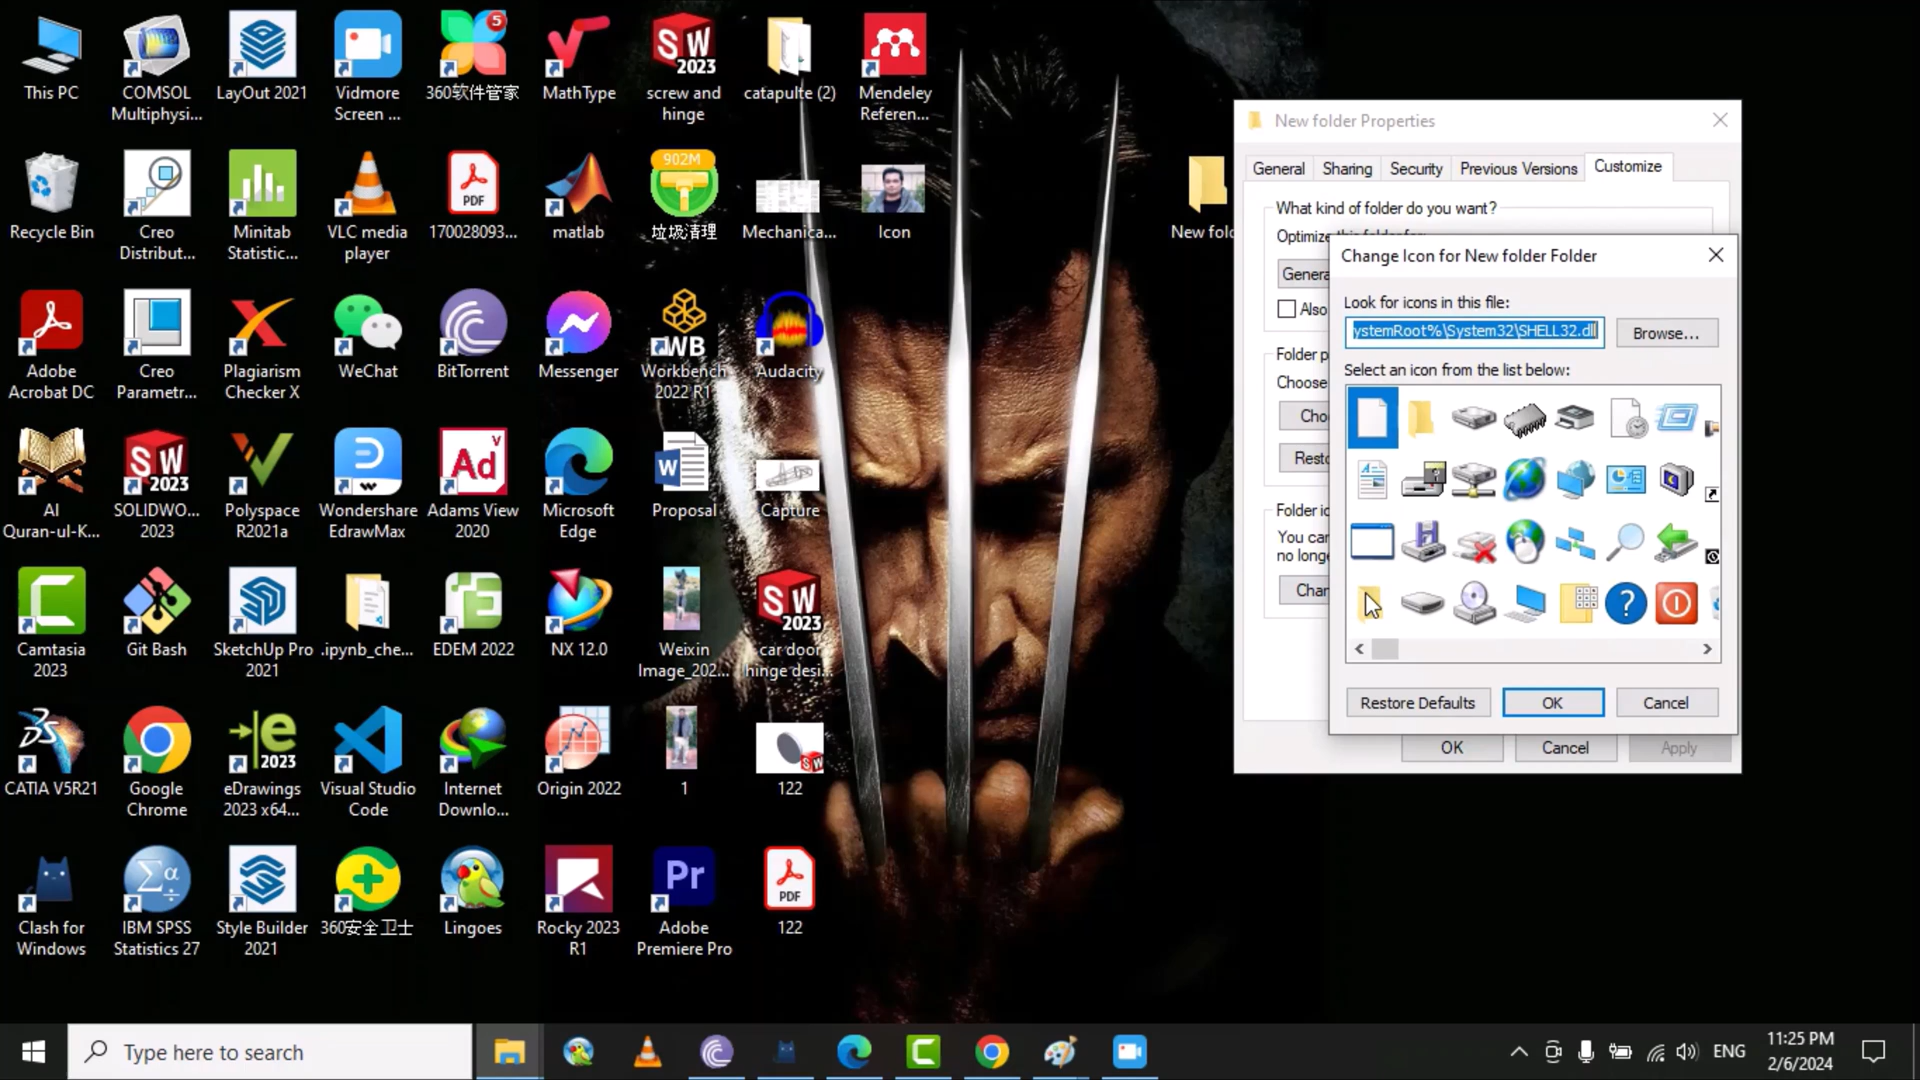 This PC
COMSOL
Multiphysi...
LayOut 2021
Vidmore
Screen ...
5
360软件管家
MathType
SW
2023
screw and
hinge
catapulte (2)
Mendeley
Referen...
Recycle Bin
Creo
Distribut...
Minitab
Statistic...
VLC media
player
PDF
170028093...
matlab
902M
垃圾清理
Mechanica...
Icon
New fold
Adobe
Acrobat DC
Creo
Parametr...
Plagiarism
Checker X
WeChat
BitTorrent
Messenger
WB
Workbench
2022 R1
Audacity
Al
Quran-ul-K...
SW
2023
SOLIDWO...
2023
Polyspace
R2021a
Wondershare
EdrawMax
Ad
V
Adams View
2020
Microsoft
Edge
W
Proposal
Capture
Camtasia
2023
Git Bash
SketchUp Pro
2021
.ipynb_che...
EDEM 2022
NX 12.0
Weixin
Image_202...
SW
2023
car door
hinge desi...
CATIA V5R21
Google
Chrome
e
2023
eDrawings
2023 x64...
Visual Studio
Code
Internet
Downlo...
Origin 2022
1
SW
122
Clash for
Windows
Σα
IBM SPSS
Statistics 27
Style Builder
2021
360安全卫士
Lingoes
Rocky 2023
R1
Pr
Adobe
Premiere Pro
PDF
122
New folder Properties
General
Sharing
Security
Previous Versions
Customize
What kind of folder do you want?
Optimize
Genera
Also
Folder p
Choose
Cho
Resto
Folder ic
You car
no longe
Char
OK
Cancel
Apply
Change Icon for New folder Folder
Look for icons in this file:
ystemRoot%\System32\SHELL32.dll
Browse...
Select an icon from the list below:
?
Restore Defaults
OK
Cancel
Type here to search
ENG
11:25 PM
2/6/2024